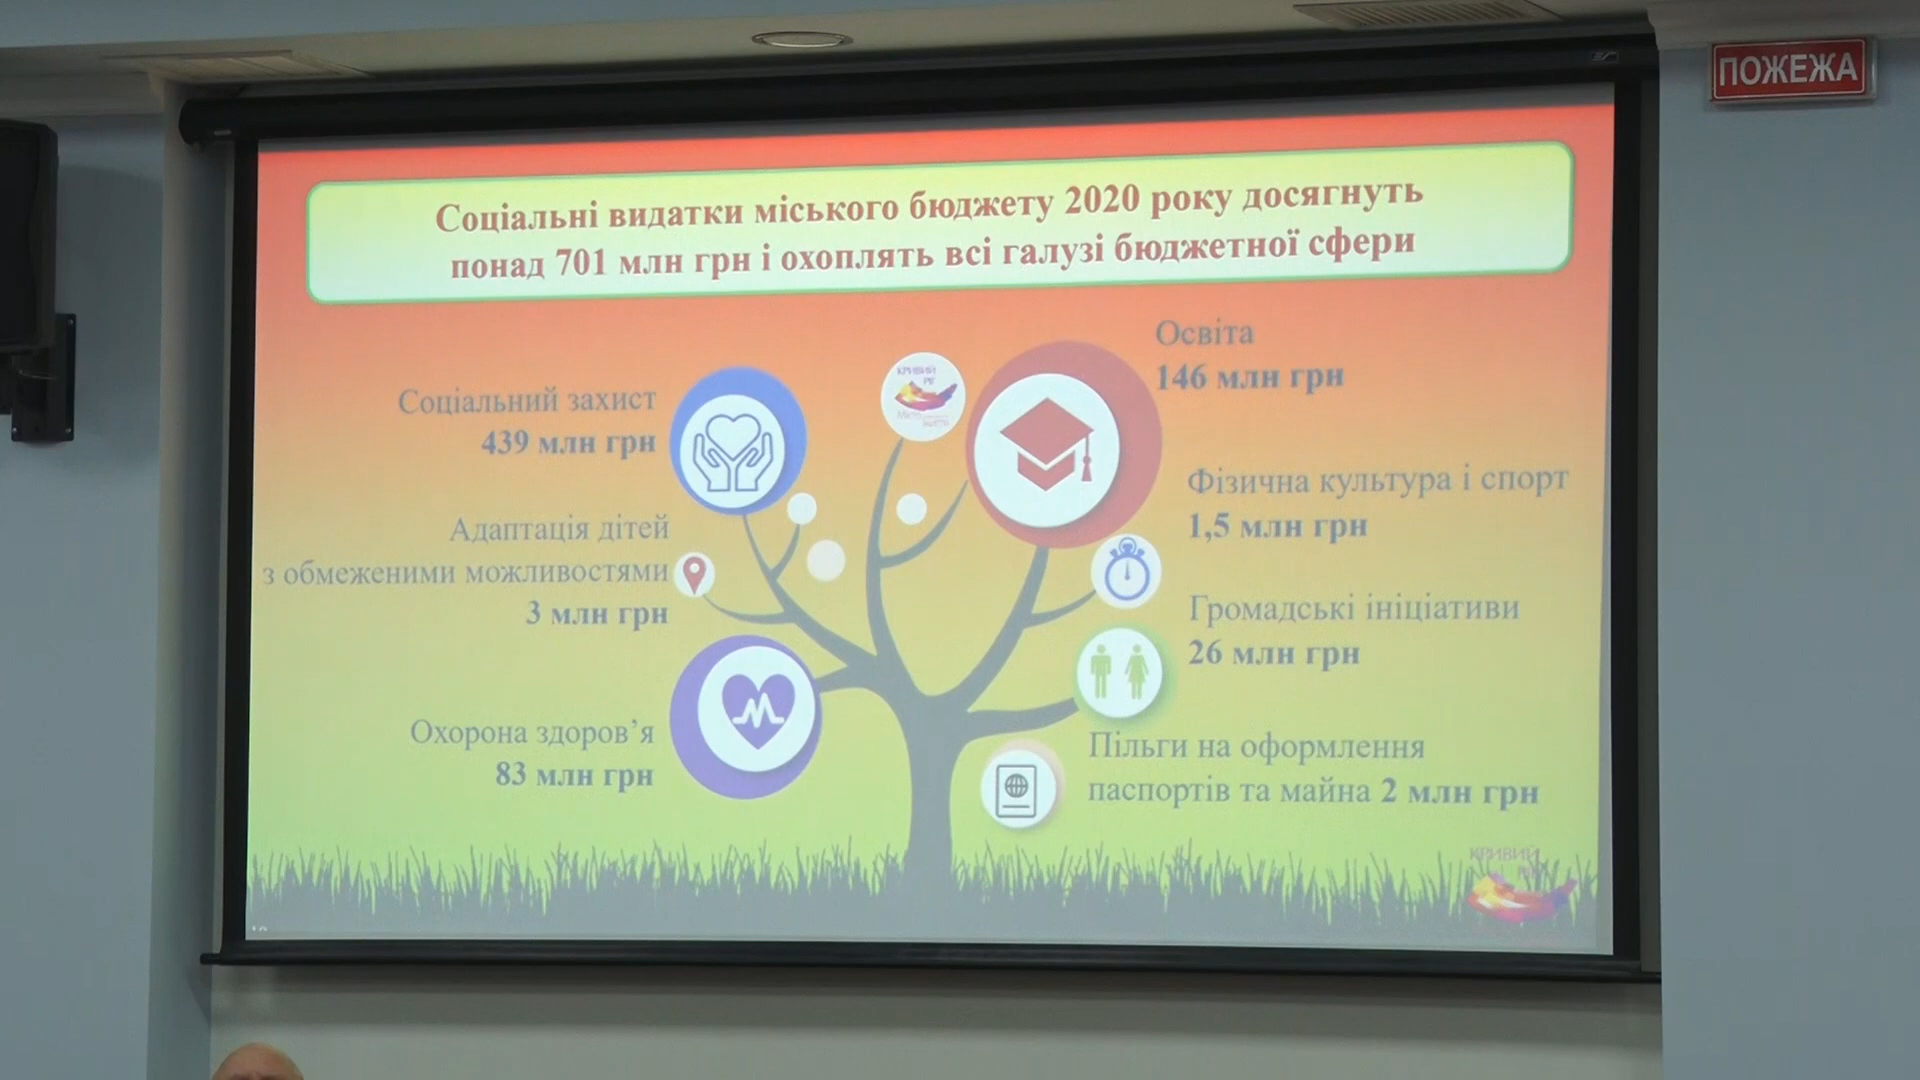 ПОЖЕЖА
Соціальні видатки міського бюджету 2020 року досягнуть
понад 701 млн грн і охоплять всі галузі бюджетної сфери
Соціальний захист
439 млн грн
Адаптація дітей
з обмеженими можливостями
3 млн грн
Охорона здоров’я
83 млн грн
КРИВИЙ
РІГ
Освіта
146 млн грн
Фізична культура і спорт
1,5 млн грн
Громадські ініціативи
26 млн грн
Пільги на оформлення
паспортів та майна 2 млн грн
КРИВИЙ